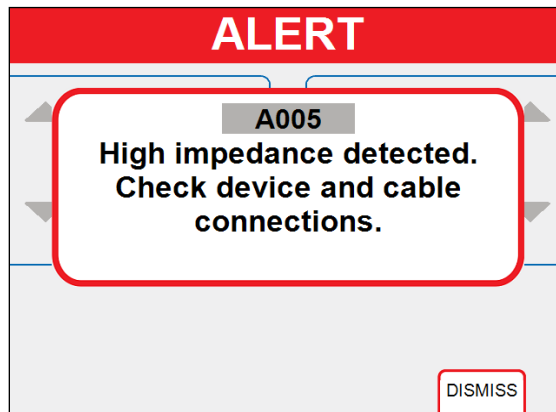 ALERT
A005
High impedance detected.
Check device and cable
connections.
DISMISS